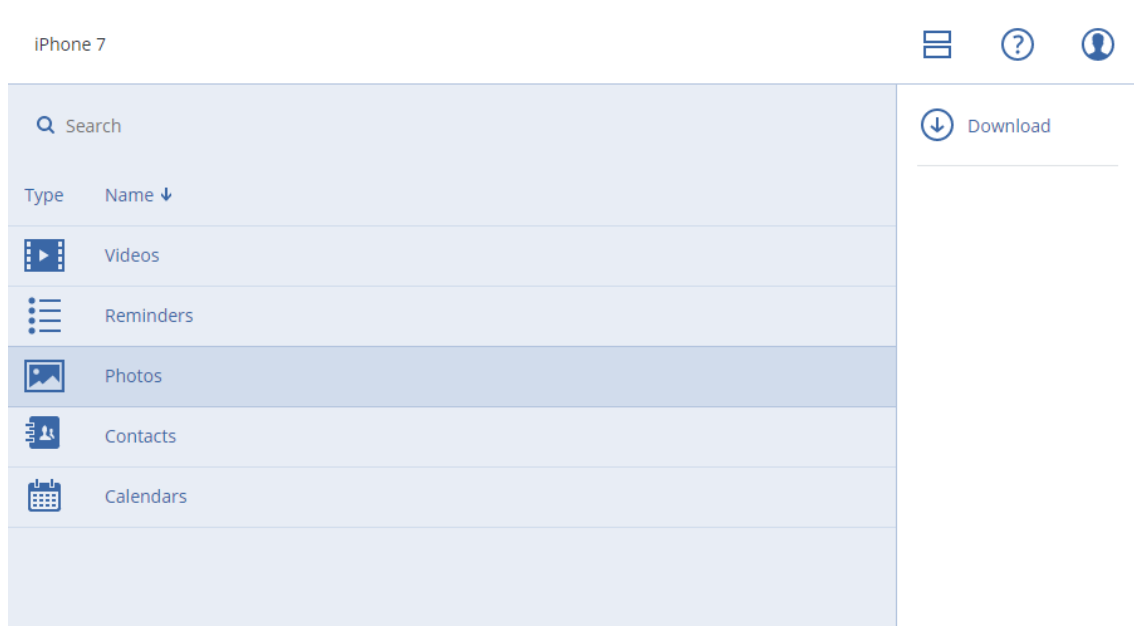 iPhone 7
Search
Download
Type Name
Videos
Reminders
Photos
Contacts
Calendars